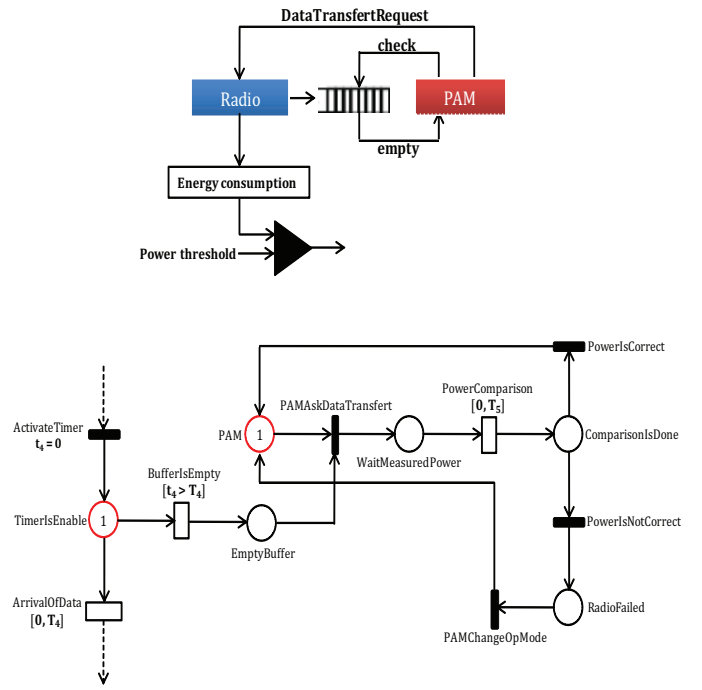 DataTransfertRequest
check
Radio
PAM
empty
Energy consumption
Power threshold
PowerIsCorrect
PowerComparison
[0, T₅]
PAMAskDataTransfert
ActivateTimer
t₄ = 0
PAM
1
ComparisonIsDone
WaitMeasuredPower
BufferIsEmpty
[t₄ > T₄]
TimerIsEnable
1
PowerIsNotCorrect
EmptyBuffer
ArrivalOfData
[0, T₄]
RadioFailed
PAMChangeOpMode